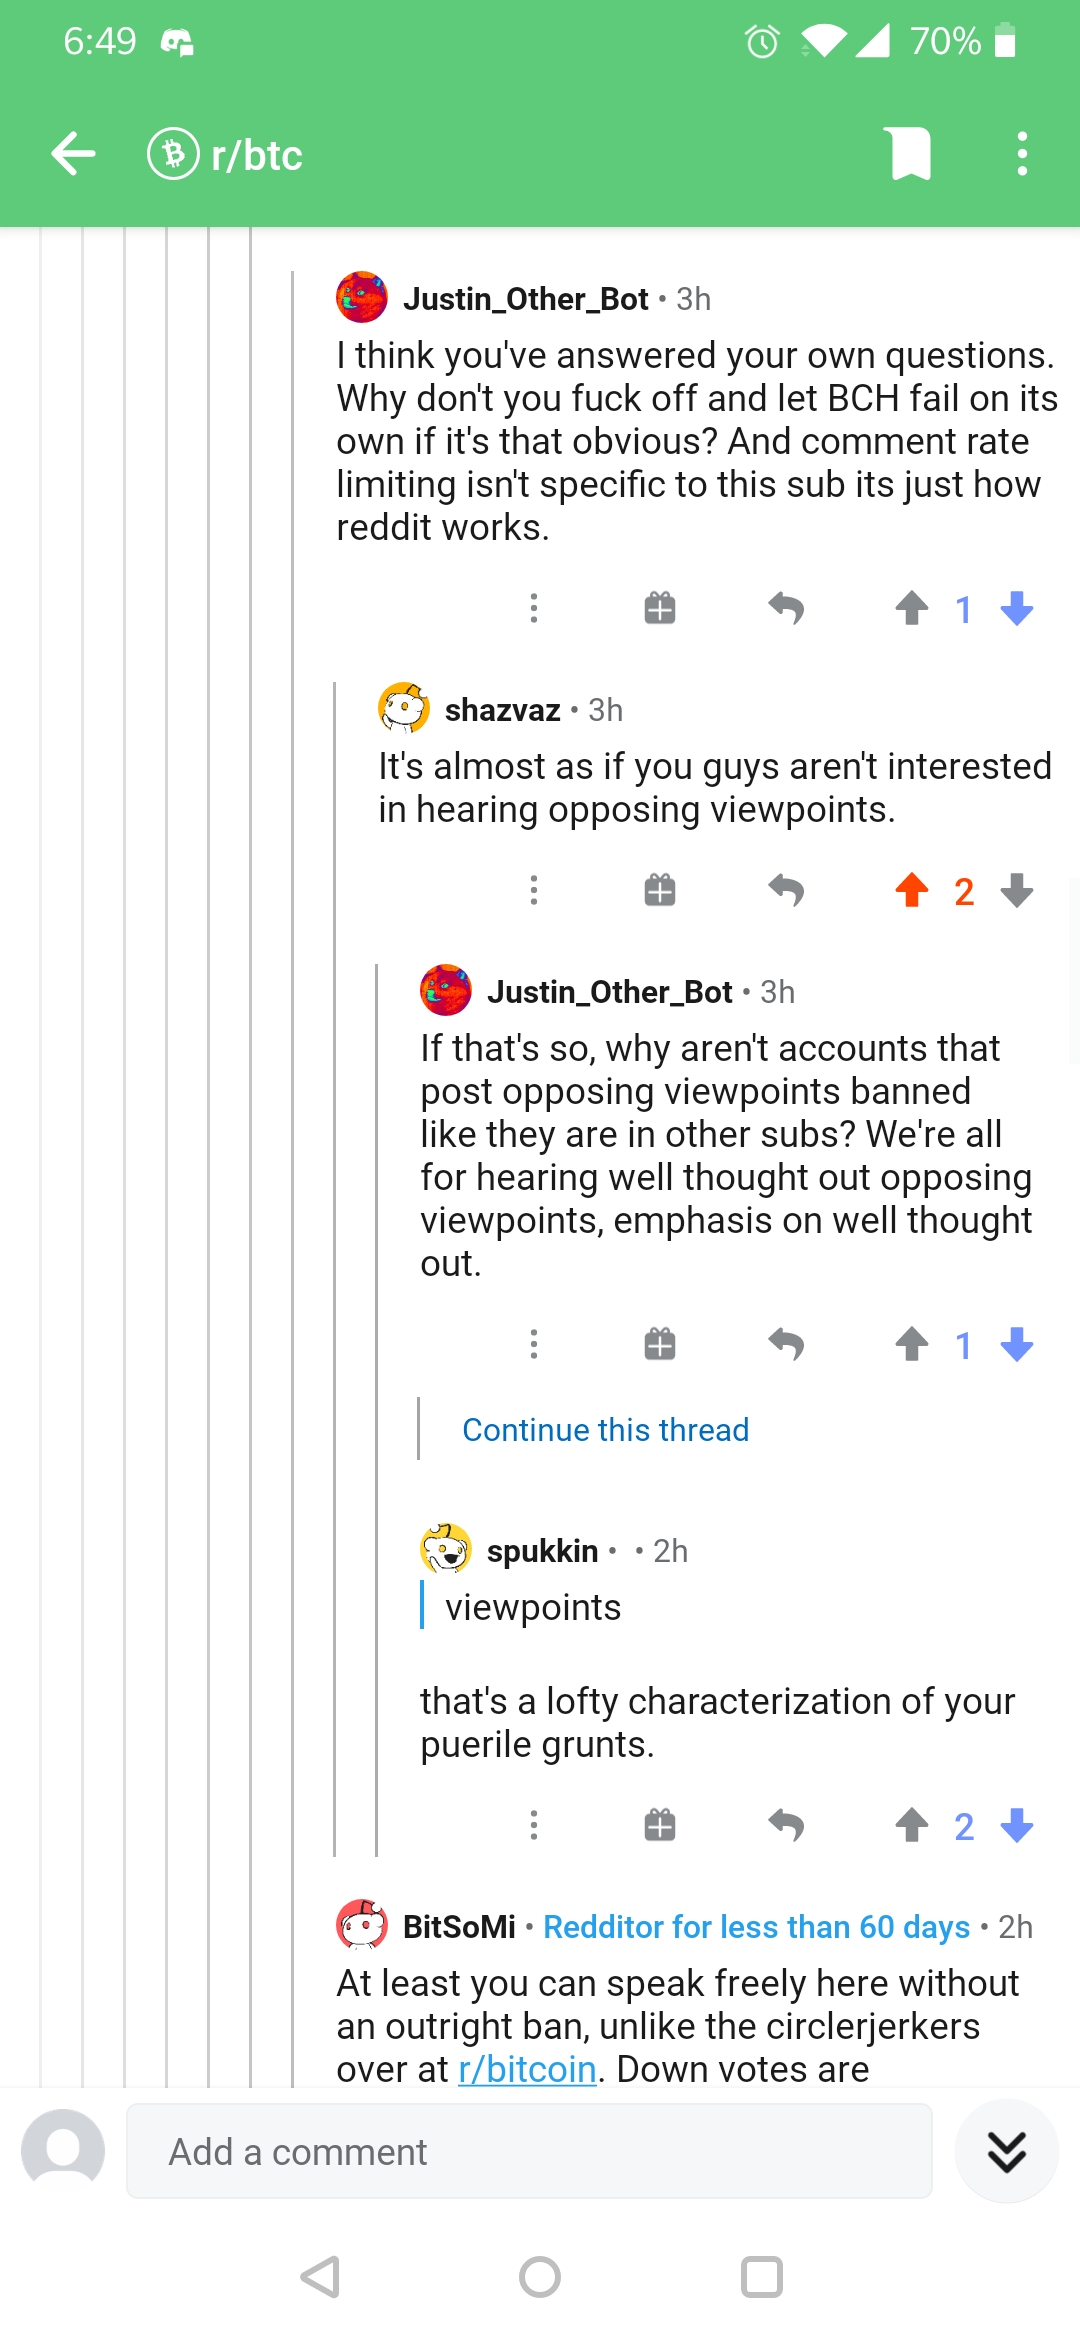 6:49 70%
r/btc
Justin_Other_Bot • 3h
I think you've answered your own questions.
Why don't you fuck off and let BCH fail on its
own if it's that obvious? And comment rate
limiting isn't specific to this sub its just how
reddit works.
1
shazvaz • 3h
It's almost as if you guys aren't interested
in hearing opposing viewpoints.
2
Justin_Other_Bot • 3h
If that's so, why aren't accounts that
post opposing viewpoints banned
like they are in other subs? We're all
for hearing well thought out opposing
viewpoints, emphasis on well thought
out.
1
Continue this thread
spukkin • • 2h
viewpoints
that's a lofty characterization of your
puerile grunts.
2
BitSoMi • Redditor for less than 60 days • 2h
At least you can speak freely here without
an outright ban, unlike the circlerjerkers
over at r/bitcoin. Down votes are
Add a comment